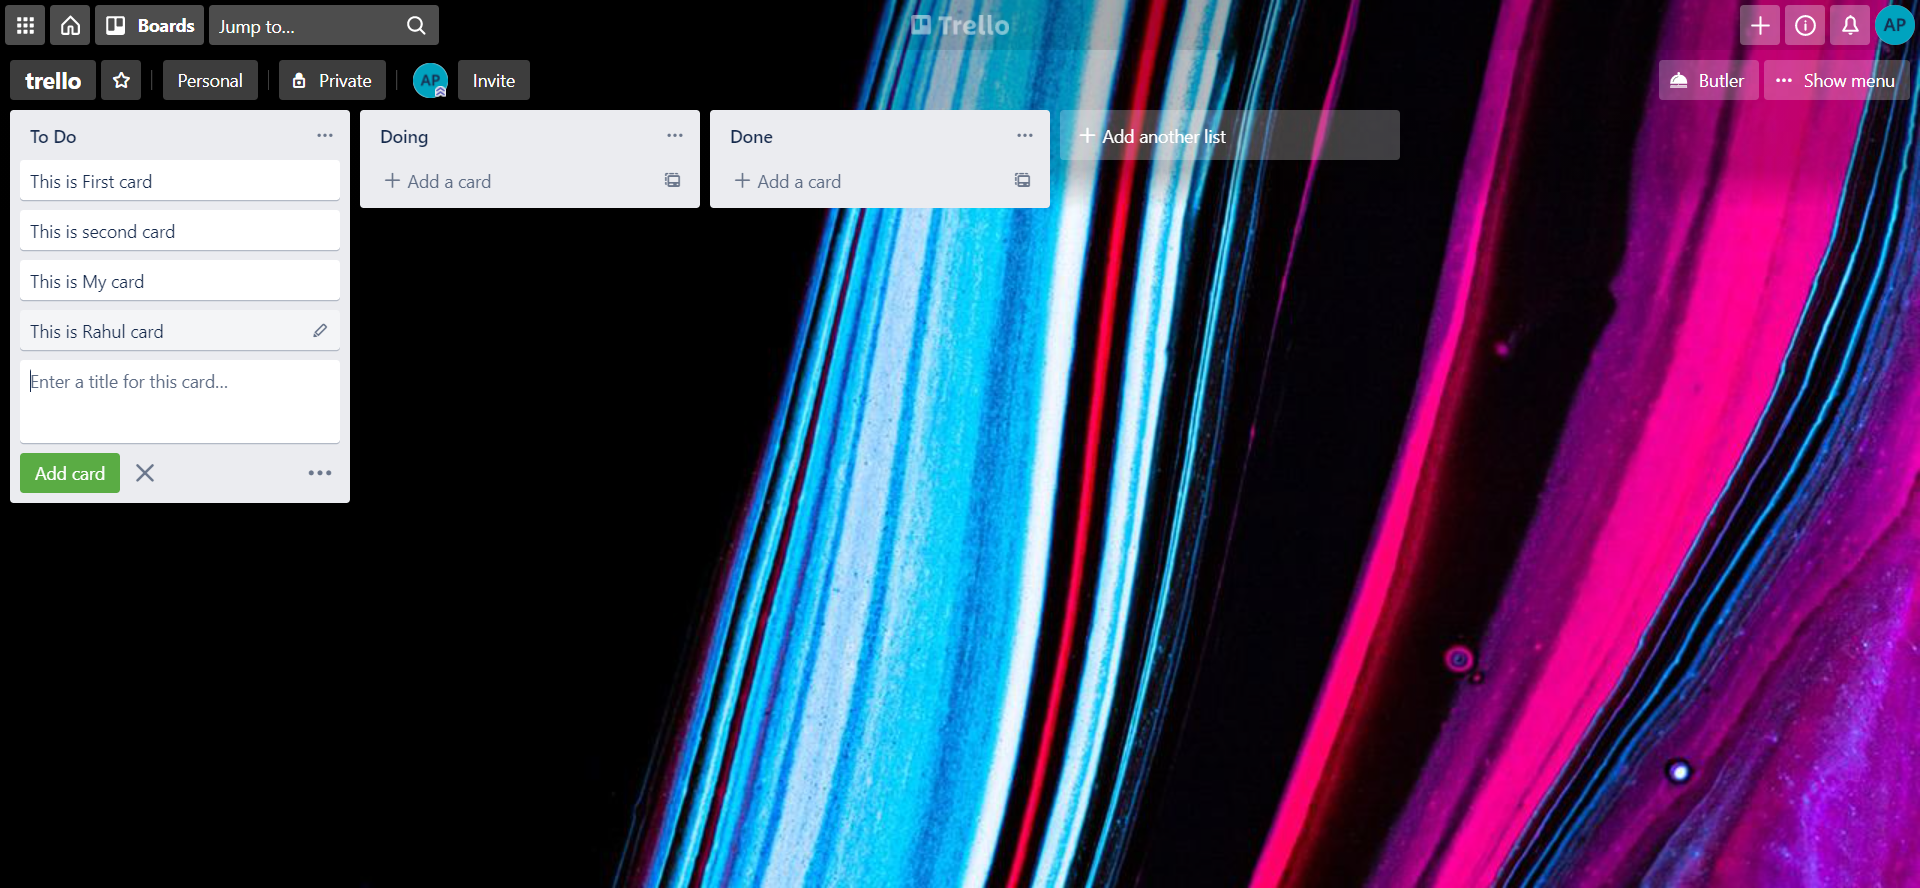 Boards
Jump to...
Trello
AP
trello
Personal
Private
AP
Invite
Butler
Show menu
To Do
This is First card
This is second card
This is My card
This is Rahul card
Enter a title for this card...
Add card
Doing
Add a card
Done
Add a card
Add another list